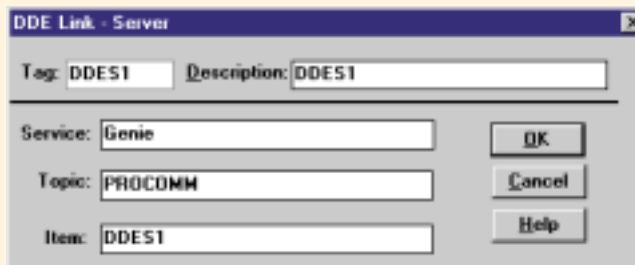 DDE Link - Server
Tag: DDES1 Description: DDES1
Service: Genie
OK
Topic: PROCOMM
Cancel
Item: DDES1
Help